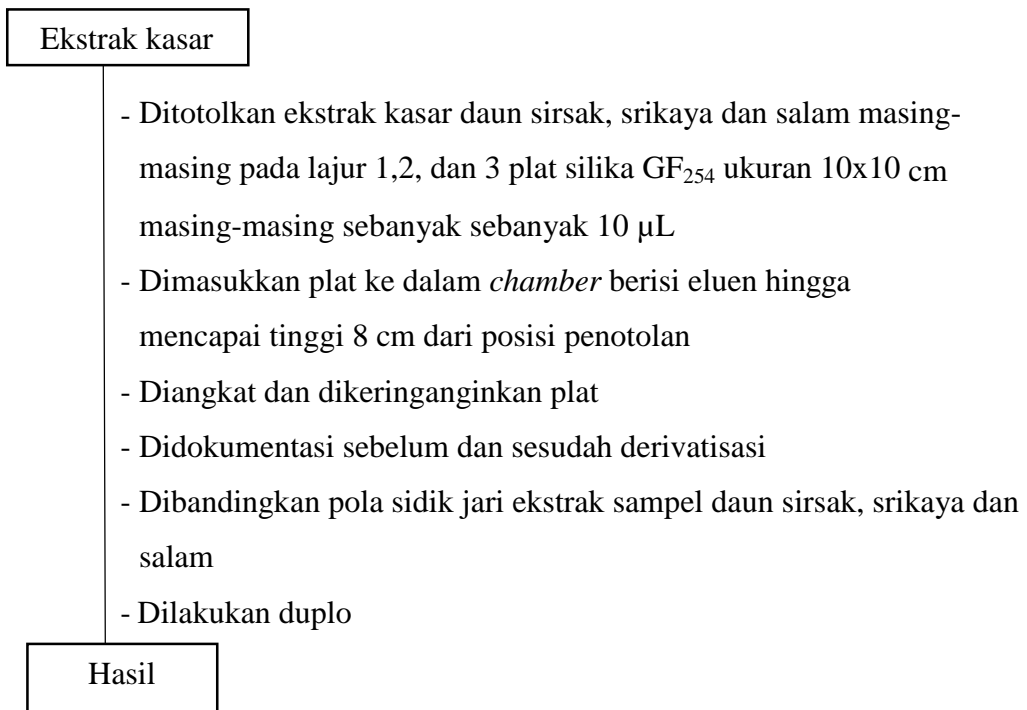 Ekstrak kasar
- Ditotolkan ekstrak kasar daun sirsak, srikaya dan salam masing-
masing pada lajur 1,2, dan 3 plat silika GF254 ukuran 10x10 cm
masing-masing sebanyak sebanyak 10 µL
- Dimasukkan plat ke dalam chamber berisi eluen hingga
mencapai tinggi 8 cm dari posisi penotolan
- Diangkat dan dikeringanginkan plat
- Didokumentasi sebelum dan sesudah derivatisasi
- Dibandingkan pola sidik jari ekstrak sampel daun sirsak, srikaya dan
salam
- Dilakukan duplo
Hasil